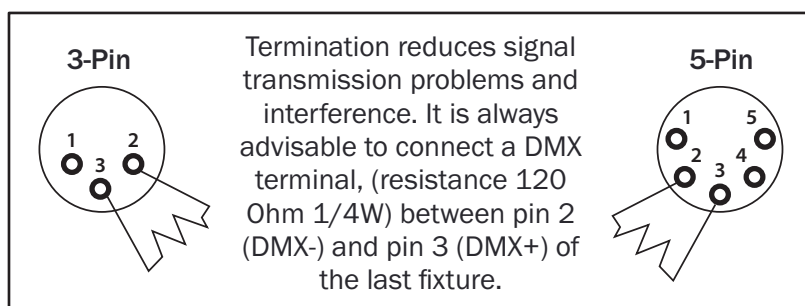 3-Pin
1 2
3
Termination reduces signal
transmission problems and
interference. It is always
advisable to connect a DMX
terminal, (resistance 120
Ohm 1/4W) between pin 2
(DMX-) and pin 3 (DMX+) of
the last fixture.
5-Pin
1 5
2 4
3